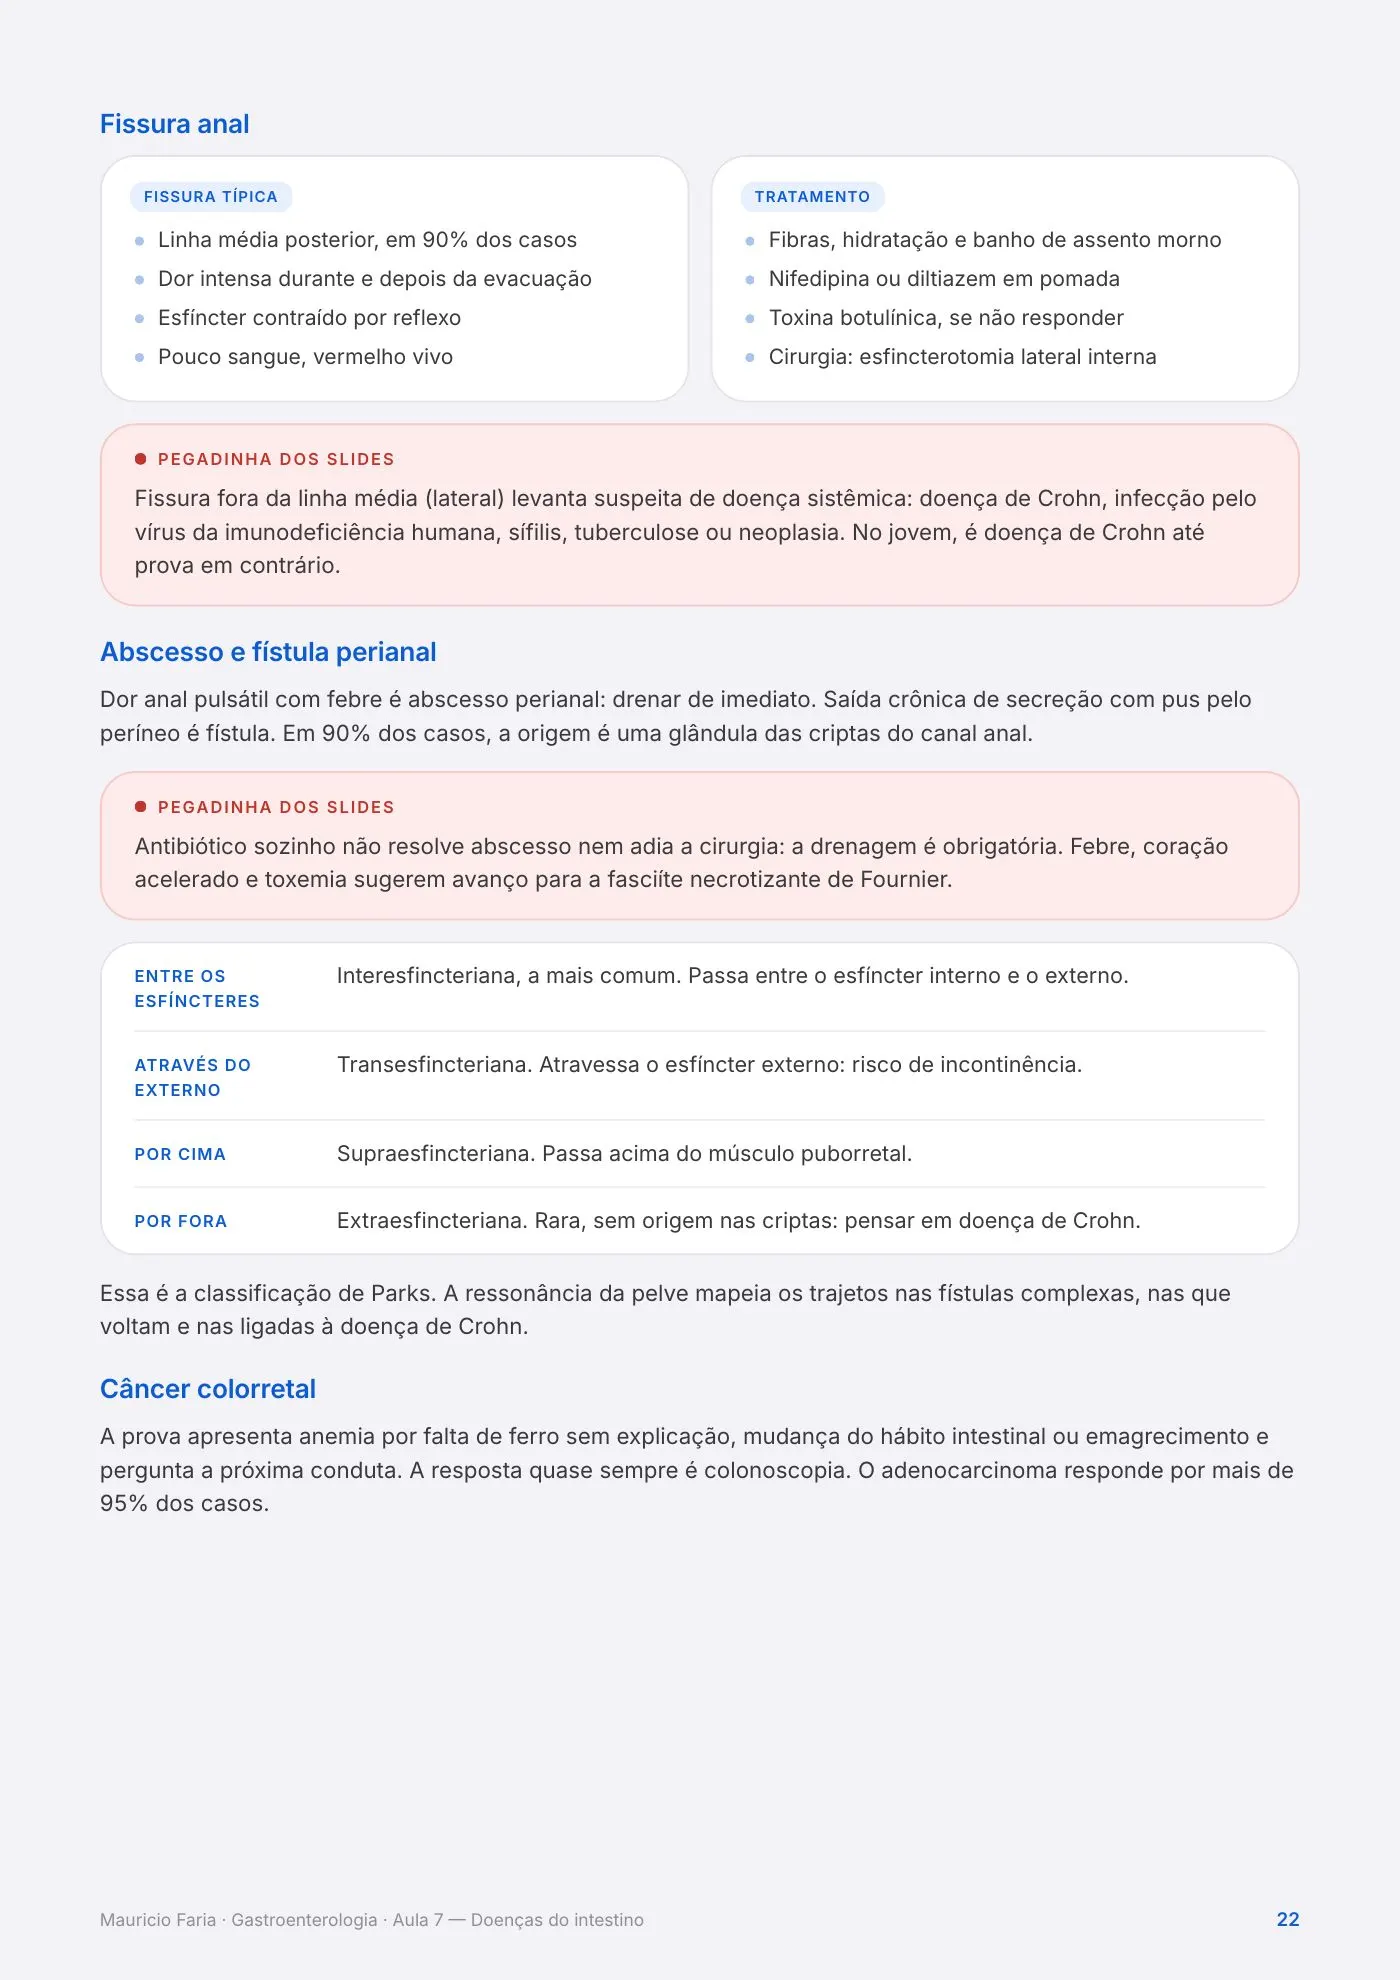 Fissura anal
FISSURA TÍPICA
Linha média posterior, em 90% dos casos
Dor intensa durante e depois da evacuação
Esfíncter contraído por reflexo
Pouco sangue, vermelho vivo
TRATAMENTO
Fibras, hidratação e banho de assento morno
Nifedipina ou diltiazem em pomada
Toxina botulínica, se não responder
Cirurgia: esfincterotomia lateral interna
PEGADINHA DOS SLIDES
Fissura fora da linha média (lateral) levanta suspeita de doença sistêmica: doença de Crohn, infecção pelo
vírus da imunodeficiência humana, sífilis, tuberculose ou neoplasia. No jovem, é doença de Crohn até
prova em contrário.
Abscesso e fístula perianal
Dor anal pulsátil com febre é abscesso perianal: drenar de imediato. Saída crônica de secreção com pus pelo
períneo é fístula. Em 90% dos casos, a origem é uma glândula das criptas do canal anal.
PEGADINHA DOS SLIDES
Antibiótico sozinho não resolve abscesso nem adia a cirurgia: a drenagem é obrigatória. Febre, coração
acelerado e toxemia sugerem avanço para a fasciíte necrotizante de Fournier.
ENTRE OS
ESFÍNCTERES
Interesfincteriana, a mais comum. Passa entre o esfíncter interno e o externo.
ATRAVÉS DO
EXTERNO
Transesfincteriana. Atravessa o esfíncter externo: risco de incontinência.
POR CIMA
Supraesfincteriana. Passa acima do músculo puborretal.
POR FORA
Extraesfincteriana. Rara, sem origem nas criptas: pensar em doença de Crohn.
Essa é a classificação de Parks. A ressonância da pelve mapeia os trajetos nas fístulas complexas, nas que
voltam e nas ligadas à doença de Crohn.
Câncer colorretal
A prova apresenta anemia por falta de ferro sem explicação, mudança do hábito intestinal ou emagrecimento e
pergunta a próxima conduta. A resposta quase sempre é colonoscopia. O adenocarcinoma responde por mais de
95% dos casos.
Mauricio Faria · Gastroenterologia · Aula 7 — Doenças do intestino
22